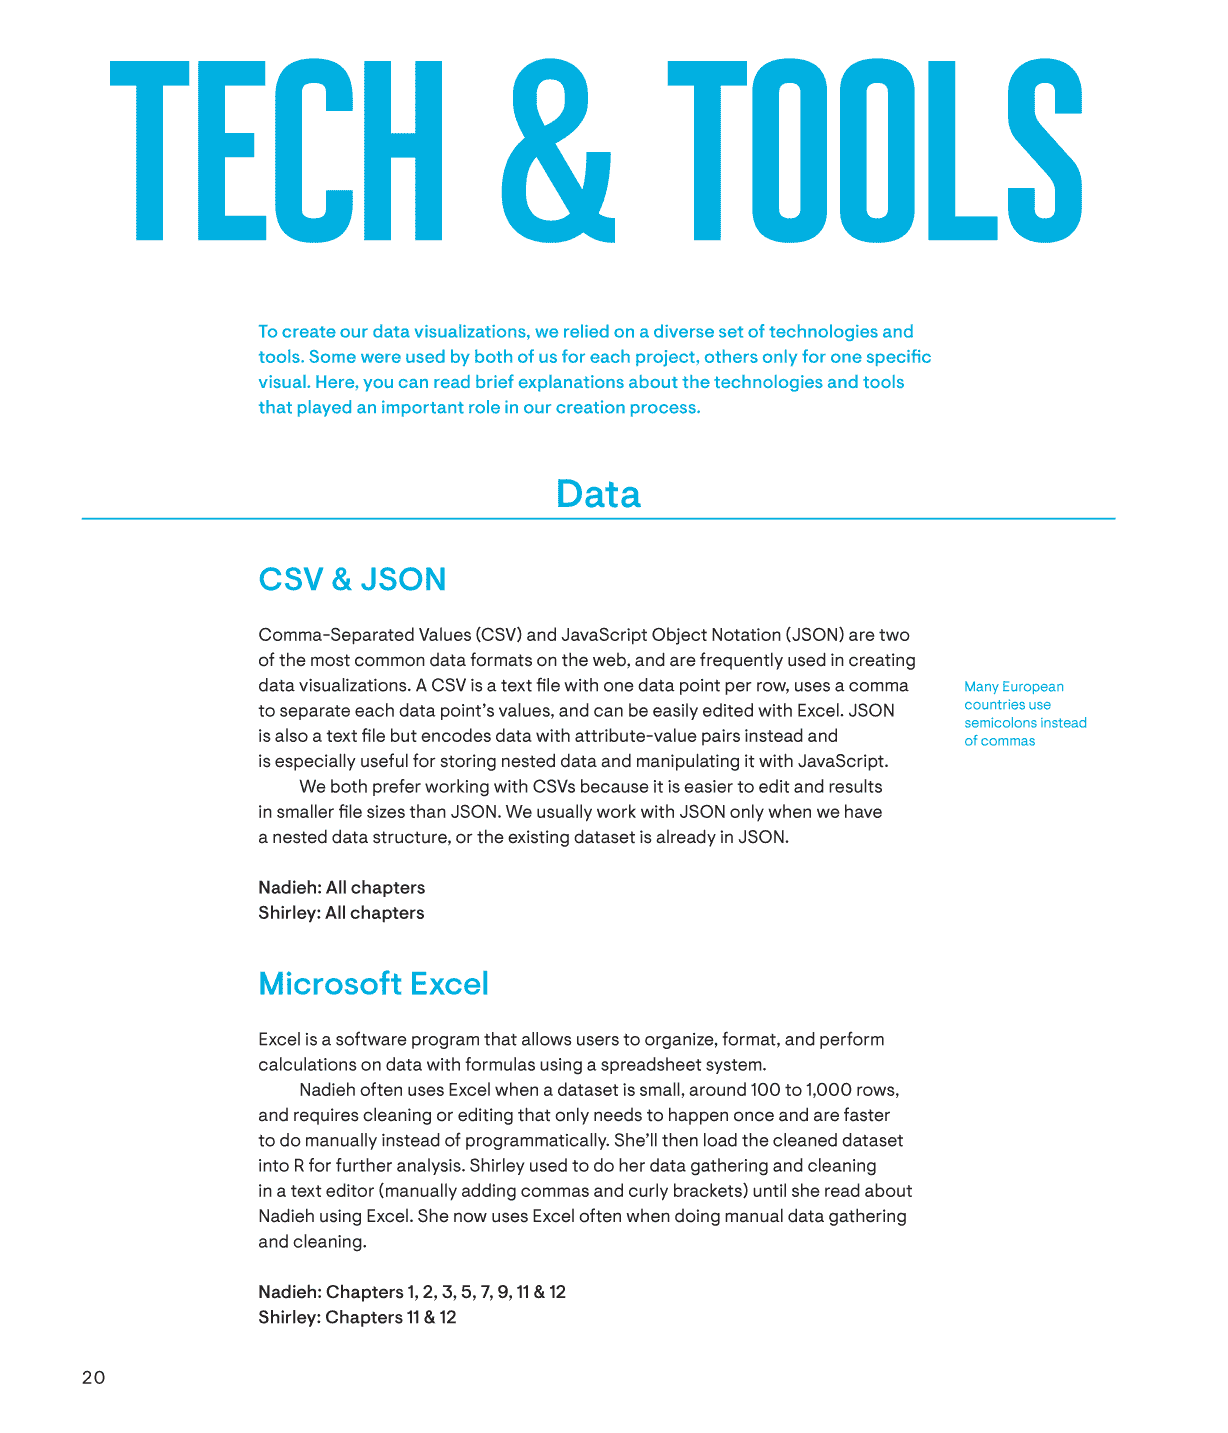 TECH & TOOLS
To create our data visualizations, we relied on a diverse set of technologies and
tools. Some were used by both of us for each project, others only for one specific
visual. Here, you can read brief explanations about the technologies and tools
that played an important role in our creation process.
Data
CSV & JSON
Comma-Separated Values (CSV) and JavaScript Object Notation (JSON) are two
of the most common data formats on the web, and are frequently used in creating
data visualizations. A CSV is a text file with one data point per row, uses a comma
to separate each data point's values, and can be easily edited with Excel. JSON
is also a text file but encodes data with attribute-value pairs instead and
is especially useful for storing nested data and manipulating it with JavaScript.
We both prefer working with CSVs because it is easier to edit and results
in smaller file sizes than JSON. We usually work with JSON only when we have
a nested data structure, or the existing dataset is already in JSON.
Many European
countries use
semicolons instead
of commas
Nadieh: All chapters
Shirley: All chapters
Microsoft Excel
Excel is a software program that allows users to organize, format, and perform
calculations on data with formulas using a spreadsheet system.
Nadieh often uses Excel when a dataset is small, around 100 to 1,000 rows,
and requires cleaning or editing that only needs to happen once and are faster
to do manually instead of programmatically. She'll then load the cleaned dataset
into R for further analysis. Shirley used to do her data gathering and cleaning
in a text editor (manually adding commas and curly brackets) until she read about
Nadieh using Excel. She now uses Excel often when doing manual data gathering
and cleaning.
Nadieh: Chapters 1, 2, 3, 5, 7, 9, 11 & 12
Shirley: Chapters 11 & 12
20